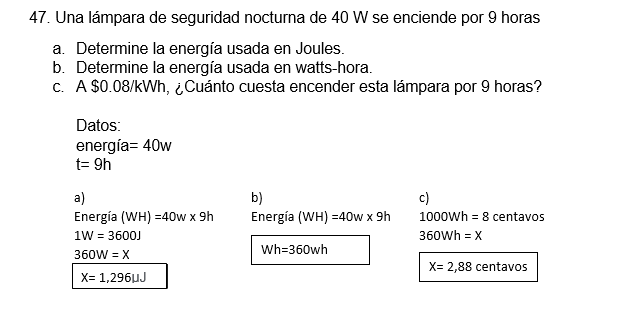 47. Una lámpara de seguridad nocturna de 40 W se enciende por 9 horas
a. Determine la energía usada en Joules.
b. Determine la energía usada en watts-hora.
c. A $0.08/kWh, ¿Cuánto cuesta encender esta lámpara por 9 horas?
Datos:
energía= 40w
t= 9h
a)
Energía (WH) =40w x 9h
1W = 3600J
360W = X
X= 1,296µJ
b)
Energía (WH) =40w x 9h
Wh=360wh
c)
1000Wh = 8 centavos
360Wh = X
X= 2,88 centavos